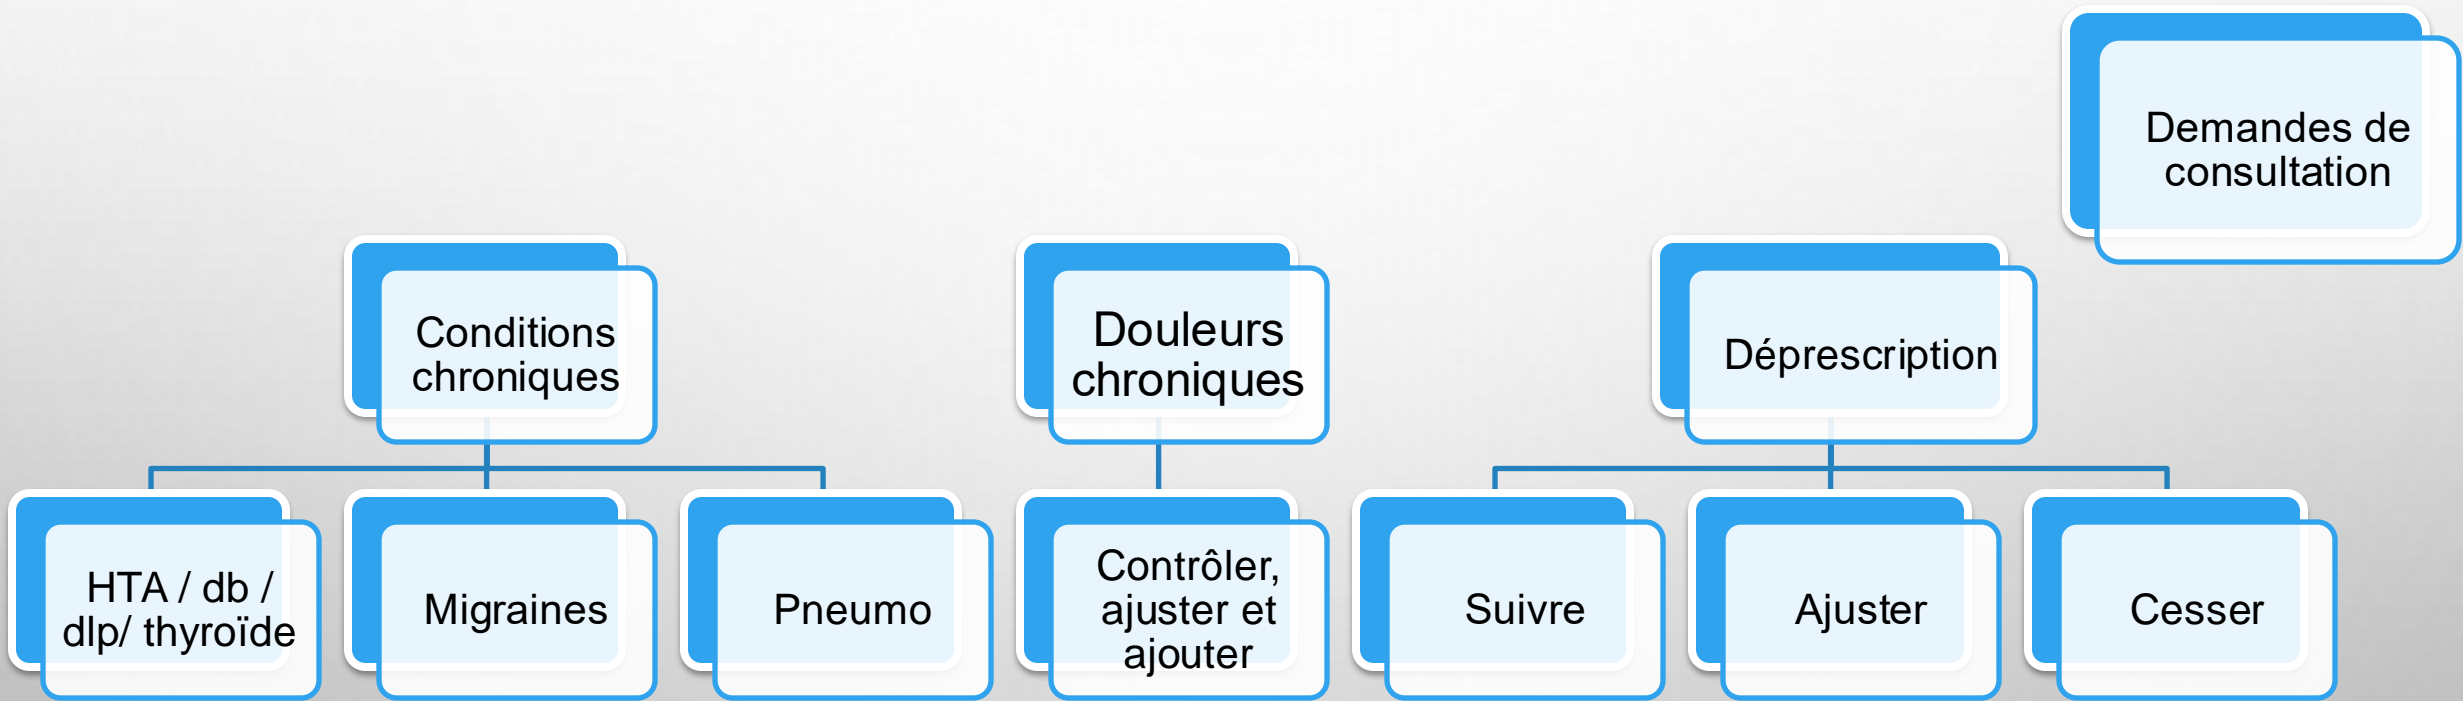 Demandes de
consultation
Conditions
chroniques
Douleurs
chroniques
Déprescription
HTA / db /
dlp/ thyroïde
Migraines
Pneumo
Contrôler,
ajuster et
ajouter
Suivre
Ajuster
Cesser